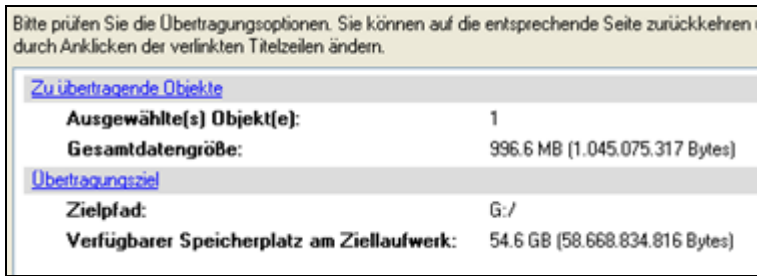 Bitte prüfen Sie die Übertragungsoptionen. Sie können auf die entsprechende Seite zurückkehren
durch Anklicken der verlinkten Titelzeilen ändern.
Zu übertragende Objekte
Ausgewählte(s) Objekt(e): 1
Gesamtdatengröße: 996.6 MB (1.045.075.317 Bytes)
Übertragungsziel
Zielpfad: G:/
Verfügbarer Speicherplatz am Ziellaufwerk: 54.6 GB (58.668.834.816 Bytes)